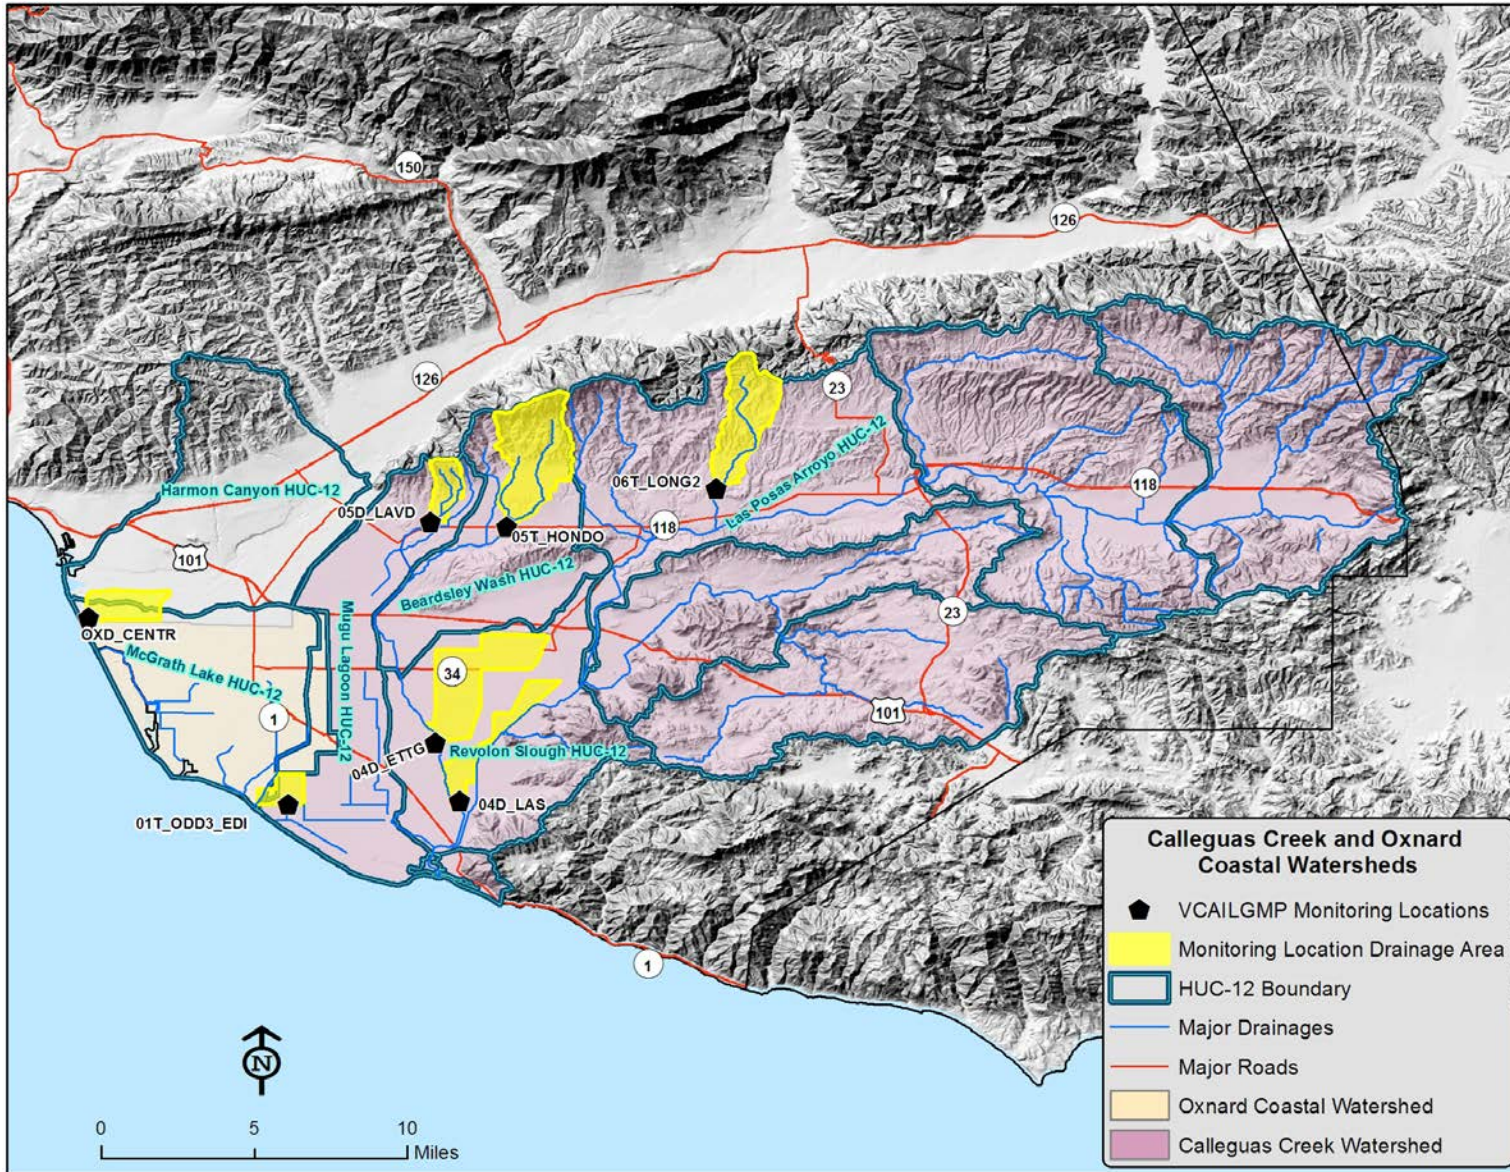 150
126
126
23
Harmon Canyon HUC-12
06T_LONG2
Las Posas Arroyo HUC-12
118
05D_LAVD
118
05T_HONDO
101
Beardsley Wash HUC-12
Mugu Lagoon HUC-12
23
OXD_CENTR
McGrath Lake HUC-12
34
1
101
04D_ETTG
Revolon Slough HUC-12
04D_LAS
01T_ODD3_EDI
1
N
0 5 10
Miles
Calleguas Creek and Oxnard
Coastal Watersheds
VCAILGMP Monitoring Locations
Monitoring Location Drainage Area
HUC-12 Boundary
Major Drainages
Major Roads
Oxnard Coastal Watershed
Calleguas Creek Watershed